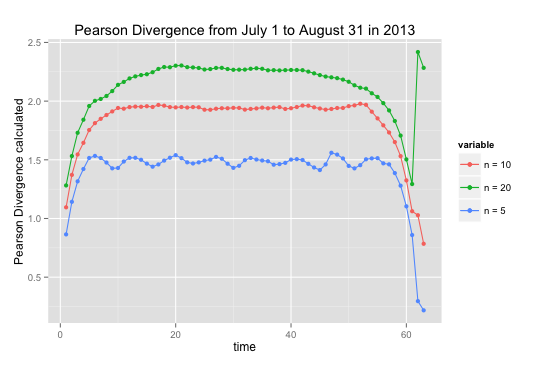 Pearson Divergence from July 1 to August 31 in 2013
Pearson Divergence calculated
2.5
2.0
1.5
1.0
0.5
0
20
40
60
time
variable
n = 10
n = 20
n = 5